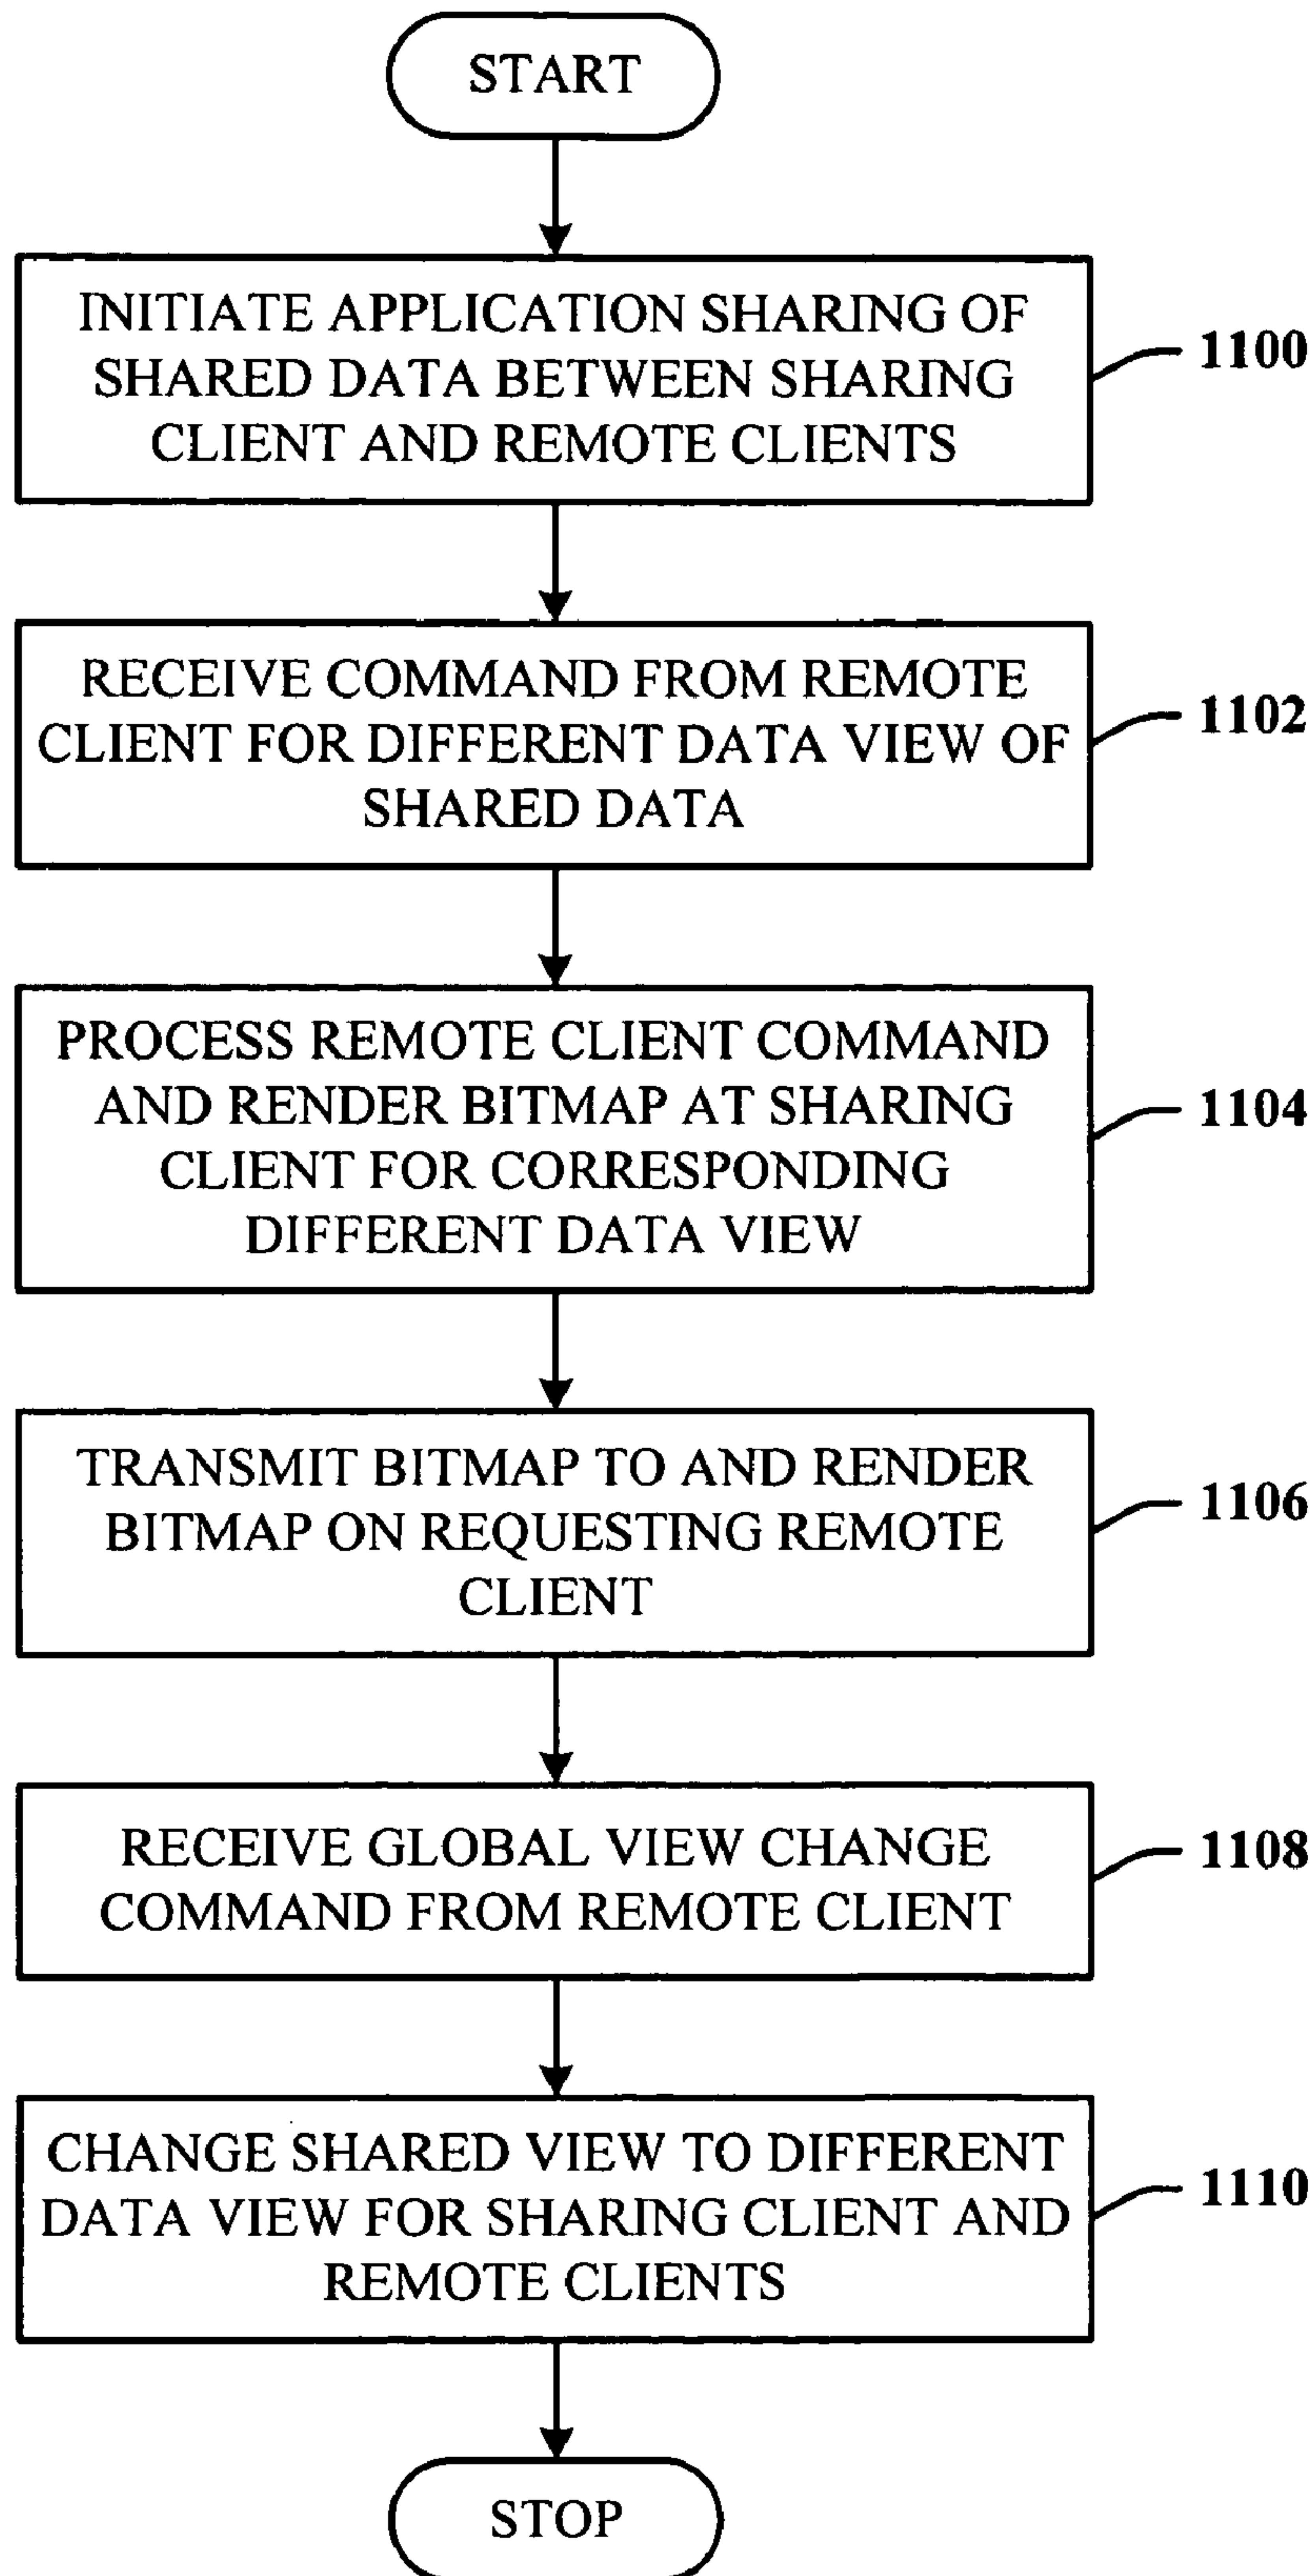 START
INITIATE APPLICATION SHARING OF
SHARED DATA BETWEEN SHARING
CLIENT AND REMOTE CLIENTS
1100
RECEIVE COMMAND FROM REMOTE
CLIENT FOR DIFFERENT DATA VIEW OF
SHARED DATA
1102
PROCESS REMOTE CLIENT COMMAND
AND RENDER BITMAP AT SHARING
CLIENT FOR CORRESPONDING
DIFFERENT DATA VIEW
1104
TRANSMIT BITMAP TO AND RENDER
BITMAP ON REQUESTING REMOTE
CLIENT
1106
RECEIVE GLOBAL VIEW CHANGE
COMMAND FROM REMOTE CLIENT
1108
CHANGE SHARED VIEW TO DIFFERENT
DATA VIEW FOR SHARING CLIENT AND
REMOTE CLIENTS
1110
STOP